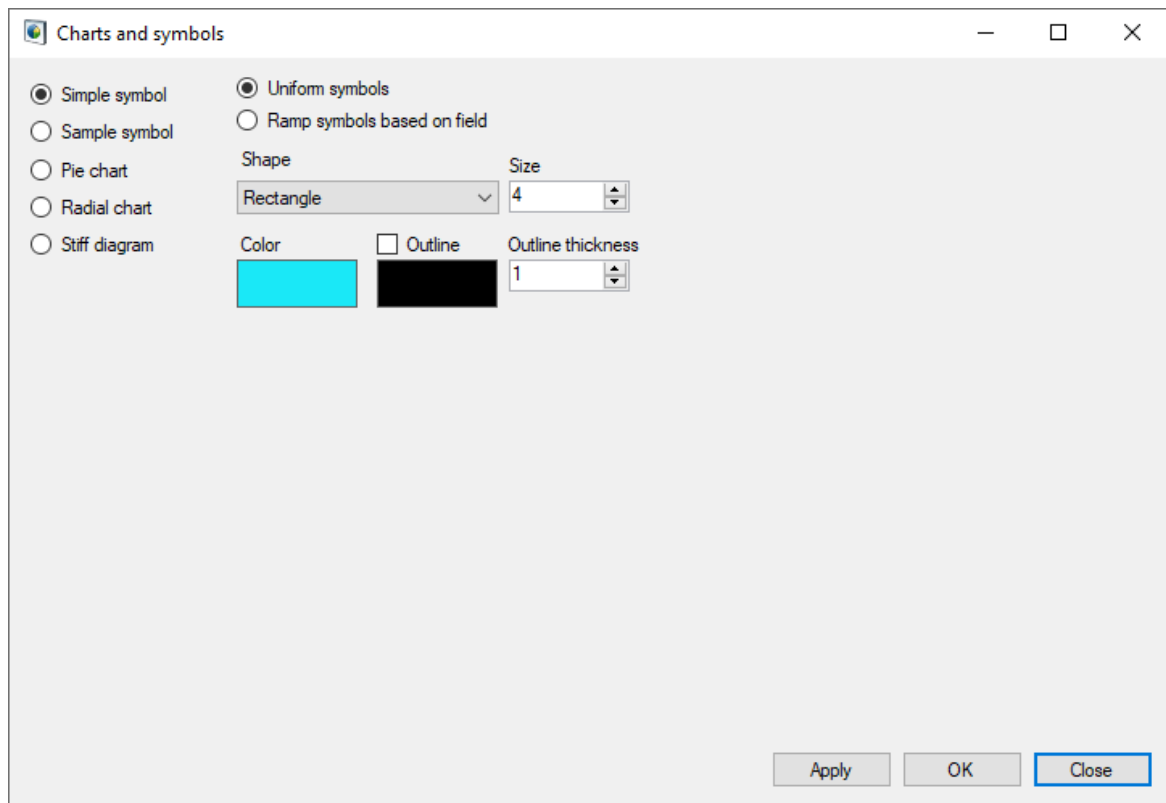 Charts and symbols
Simple symbol
Sample symbol
Pie chart
Radial chart
Stiff diagram
Uniform symbols
Ramp symbols based on field
Shape
Rectangle
Size
4
Color
Outline
Outline thickness
1
Apply
OK
Close